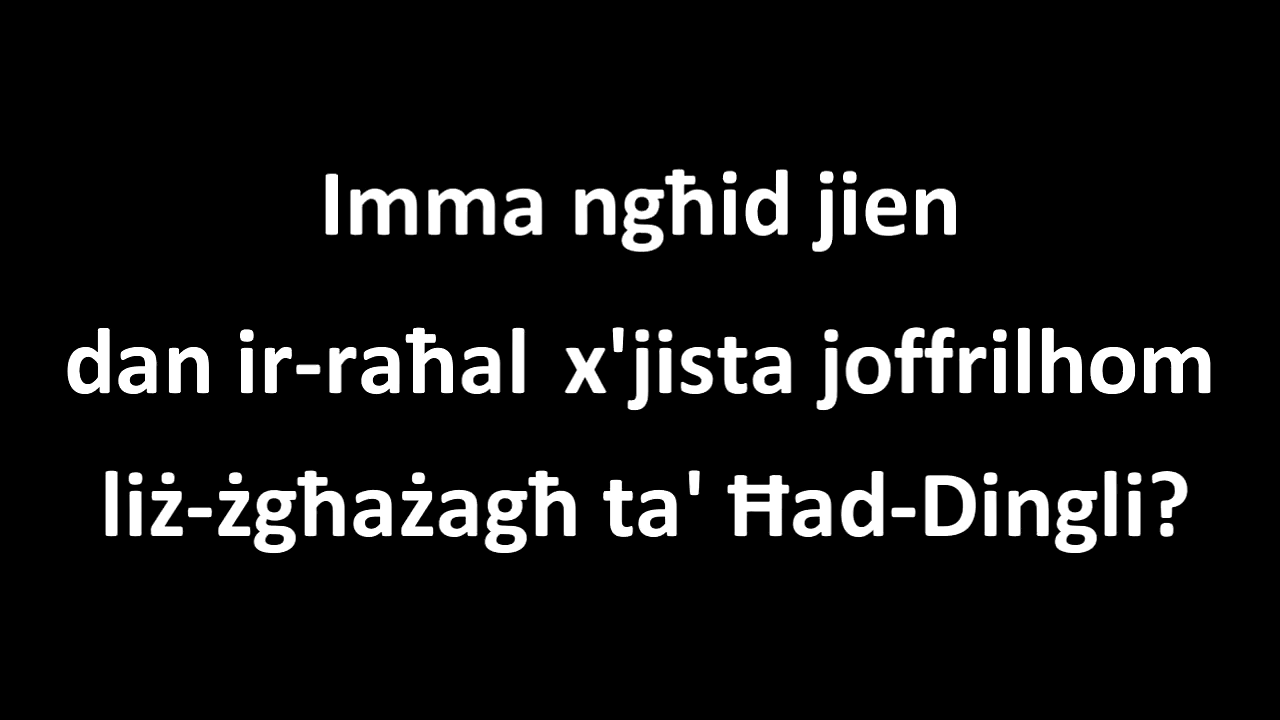 Imma ngħid jien
dan ir-raħal x'jista joffrilhom
liż-żgħażagħ ta' Ħad-Dingli?